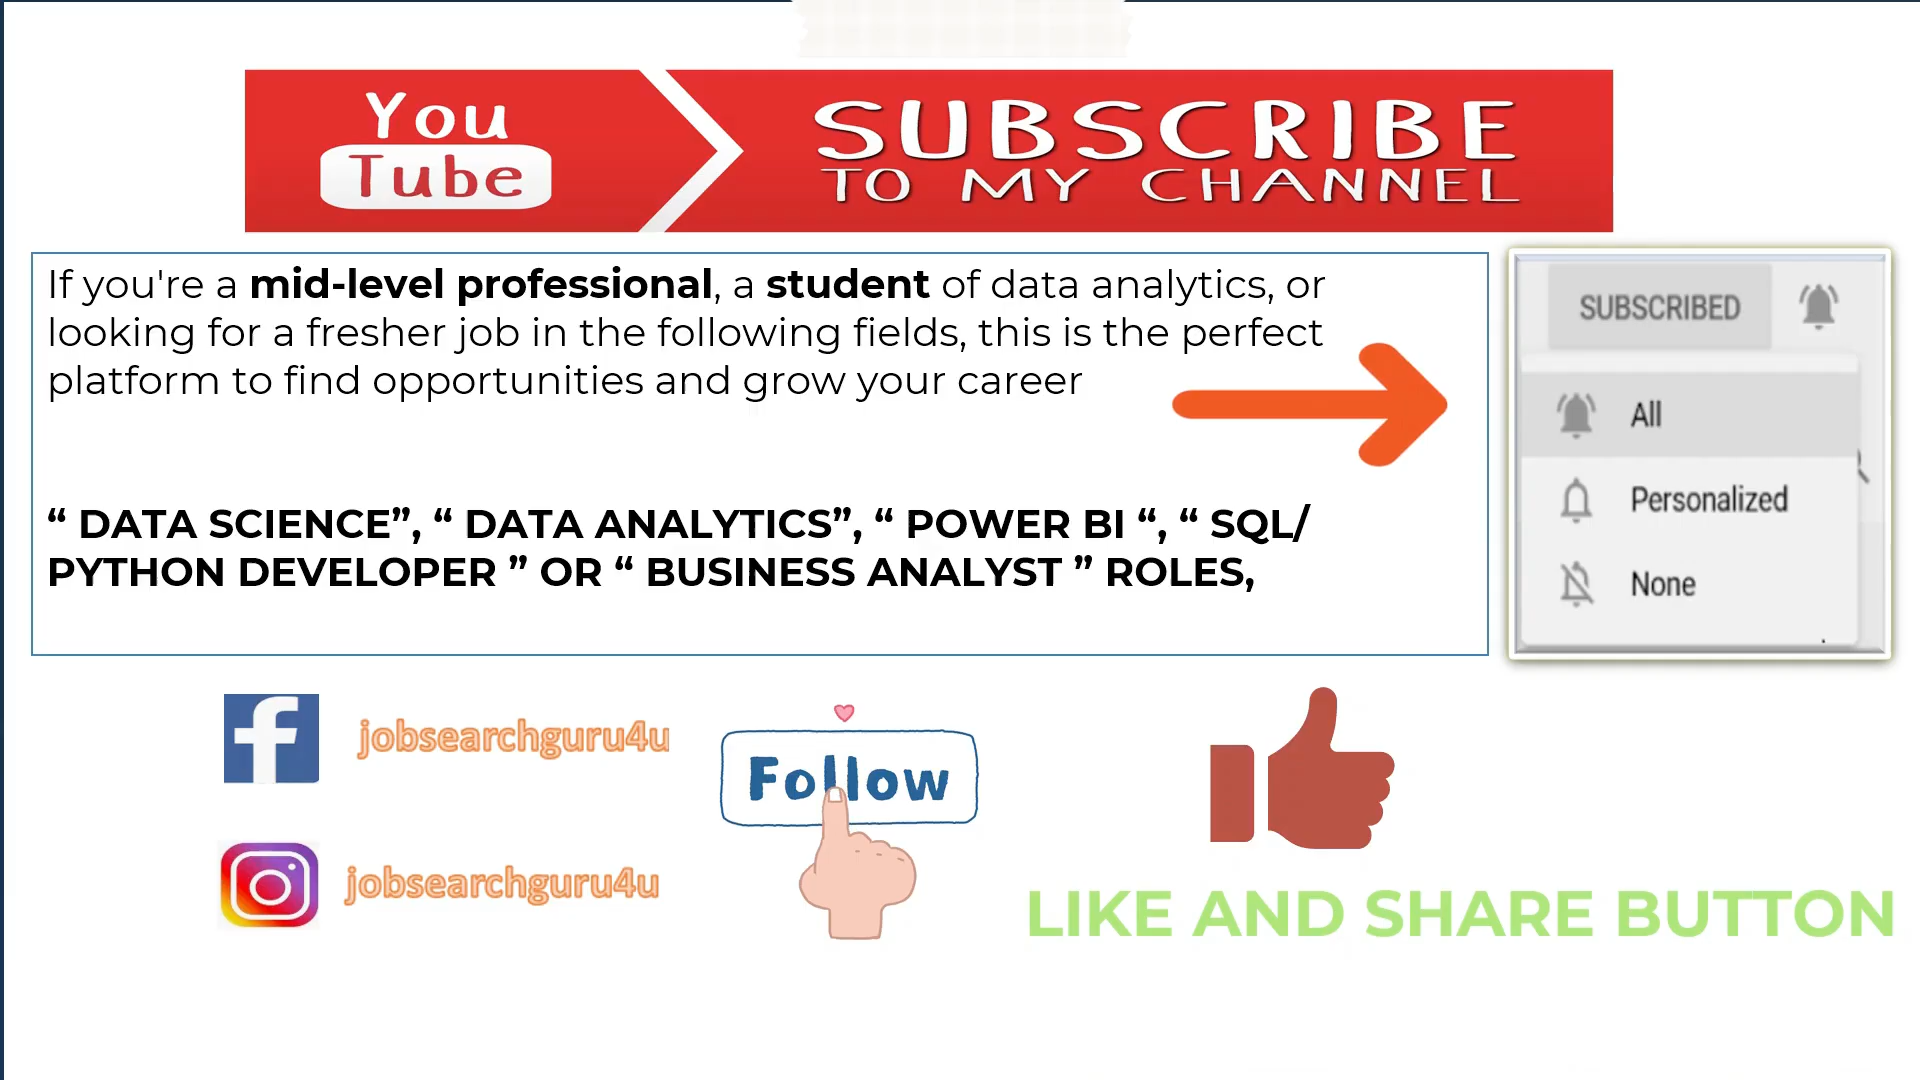 You
Tube
SUBSCRIBE
TO MY CHANNEL
If you're a mid-level professional, a student of data analytics, or
looking for a fresher job in the following fields, this is the perfect
platform to find opportunities and grow your career
“ DATA SCIENCE”, “ DATA ANALYTICS”, “ POWER BI “, “ SQL/
PYTHON DEVELOPER ” OR “ BUSINESS ANALYST ” ROLES,
SUBSCRIBED
All
Personalized
None
jobsearchguru4u
Follow
jobsearchguru4u
LIKE AND SHARE BUTTON